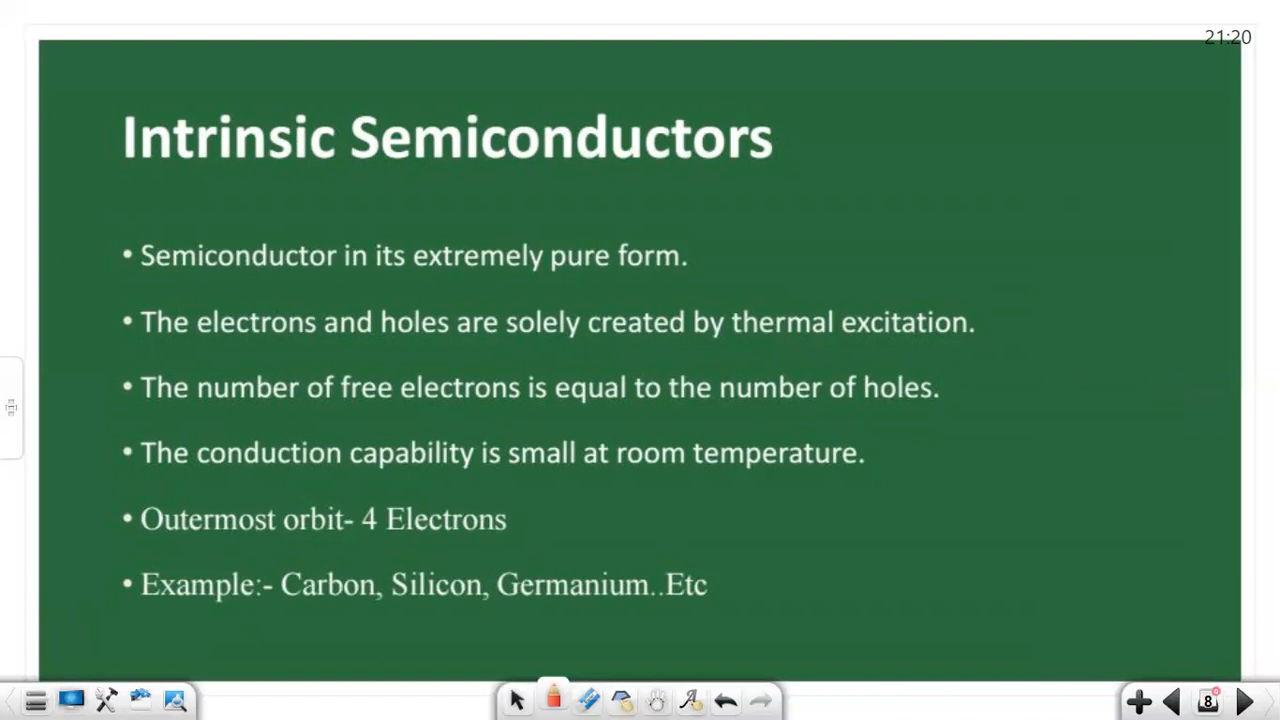 21:20
Intrinsic Semiconductors
• Semiconductor in its extremely pure form.
• The electrons and holes are solely created by thermal excitation.
• The number of free electrons is equal to the number of holes.
• The conduction capability is small at room temperature.
• Outermost orbit- 4 Electrons
• Example:- Carbon, Silicon, Germanium..Etc
8